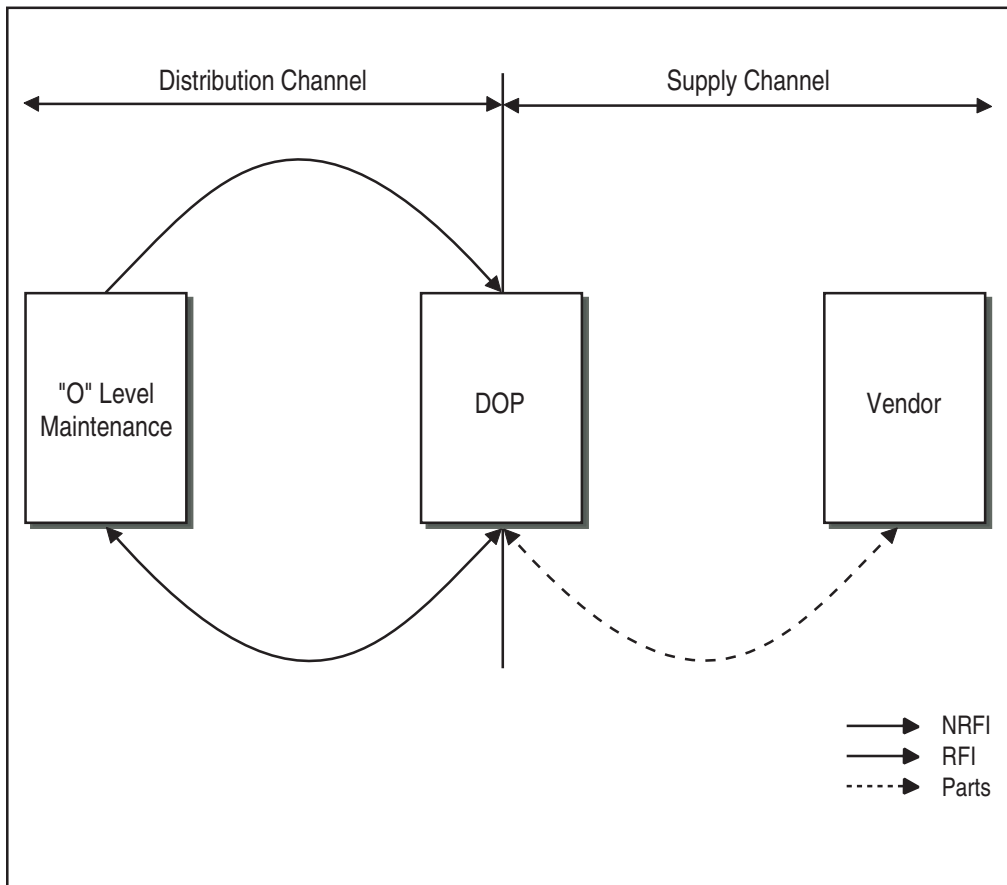 Distribution Channel
Supply Channel
"O" Level
Maintenance
DOP
Vendor
NRFI
RFI
Parts